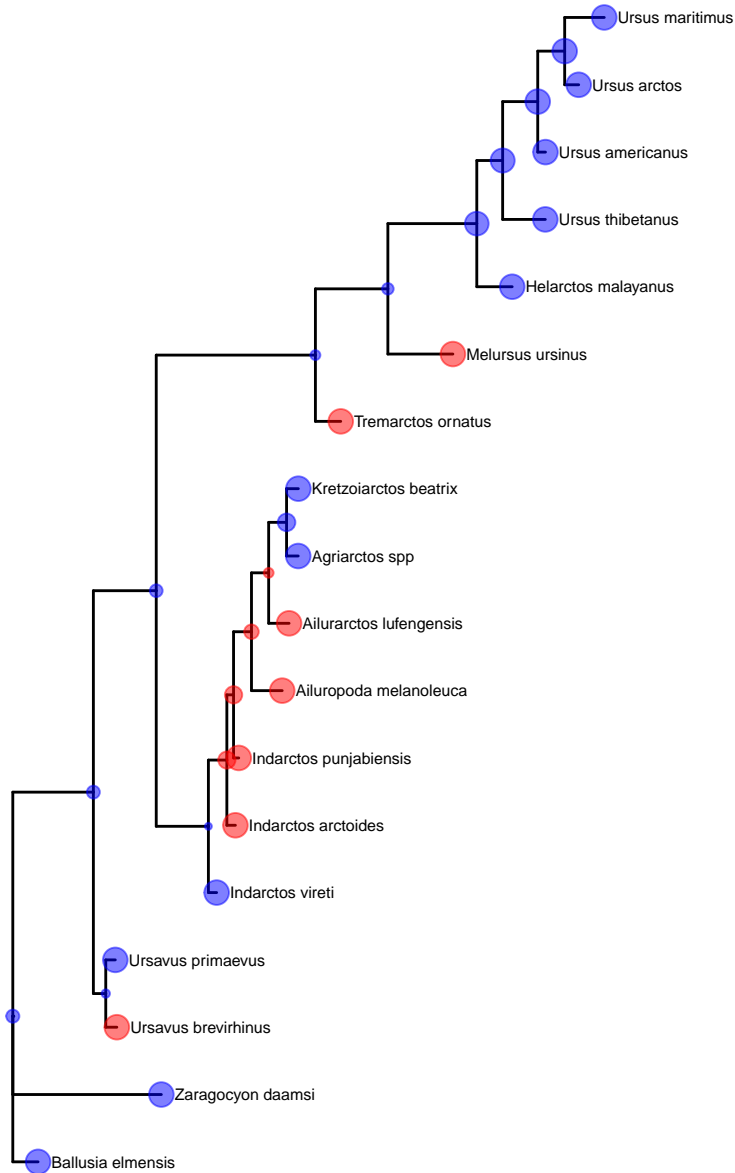 Ursus maritimus
Ursus arctos
Ursus americanus
Ursus thibetanus
Helarctos malayanus
Melursus ursinus
Tremarctos ornatus
Kretzoiarctos beatrix
Agriarctos spp
Ailurarctos lufengensis
Ailuropoda melanoleuca
Indarctos punjabiensis
Indarctos arctoides
Indarctos vireti
Ursavus primaevus
Ursavus brevirhinus
Zaragocyon daamsi
Ballusia elmensis